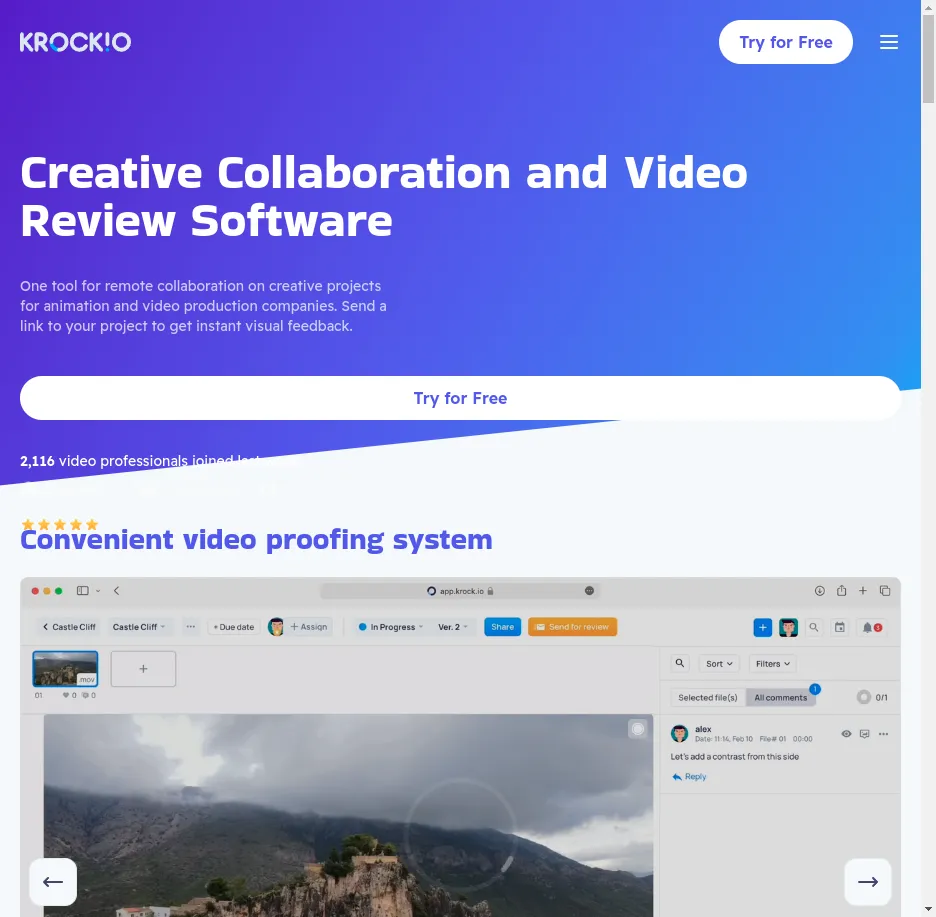 KROCK!O
Try for Free
Creative Collaboration and Video
Review Software
One tool for remote collaboration on creative projects
for animation and video production companies. Send a
link to your project to get instant visual feedback.
Try for Free
2,116 video professionals joined last
Convenient video proofing system
app.krock.io
Castle Cliff
Castle Cliff
+ Due date
+ Assign
In Progress
Ver. 2
Share
Send for review
3
mov
01
0
0
Sort
Filters
Selected file(s)
All comments
1
0/1
alex
Date: 11:14, Feb 10 File# 01 00:00
Let's add a contrast from this side
Reply